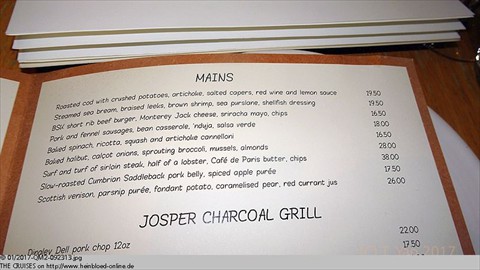 MAINS
Roasted cod with crushed potatoes, artichoke, salted capers, red wine and lemon sauce 19.50
Steamed sea bream, braised leeks, brown shrimp, sea purslane, shellfish dressing 19.50
BSK short rib beef burger, Monterey Jack cheese, sriracha mayo, chips 16.50
Pork and fennel sausages, bean casserole, 'nduja, salsa verde 18.00
Baked spinach, ricotta, squash and artichoke cannelloni 16.50
Baked halibut, calçot onions, sprouting broccoli, mussels, almonds 28.00
Surf and turf of sirloin steak, half of a lobster, Café de Paris butter, chips 38.00
Slow-roasted Cumbrian Saddleback pork belly, spiced apple purée 17.50
Scottish venison, parsnip purée, fondant potato, caramelised pear, red currant jus 26.00
JOSPER CHARCOAL GRILL
Dingley Dell pork chop 12oz 22.00
17.50
2017
© 01/2017-QM2-092313.jpg
THE CRUISES on http://www.heinbloed-online.de